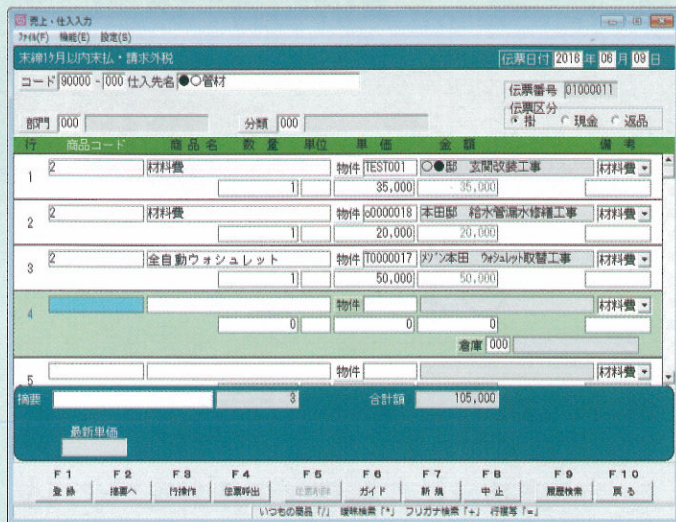 売上・仕入入力
ファイル(F) 機能(E) 設定(S)
末締1ケ月以内末払・請求外税 伝票日付 2016 年 06 月 09 日
コード 90000 - 000 仕入先名 ●○管材
伝票番号 01000011
伝票区分
掛 現金 返品
部門 000 分類 000
行 商品コード 商品名 数量 単位 単価 金額 備考
1 2 材料費 物件 TEST001 ○●邸 玄関改装工事 材料費
1 35,000 35,000
2 2 材料費 物件 o0000018 本田邸 給水管漏水修繕工事 材料費
1 20,000 20,000
3 2 全自動ウォシュレット 物件 T0000017 メゾン本田 ウォシュレット取替工事 材料費
1 50,000 50,000
4 物件 材料費
0 0 0
倉庫 000
5 物件 材料費
摘要 3 合計額 105,000
最新単価
F1 F2 F3 F4 F5 F6 F7 F8 F9 F10
登録 摘要へ 行操作 伝票呼出 伝票削除 ガイド 新規 中止 履歴検索 戻る
いつもの商品「/」 曖昧検索「*」 フリガナ検索「+」 行複写「=」